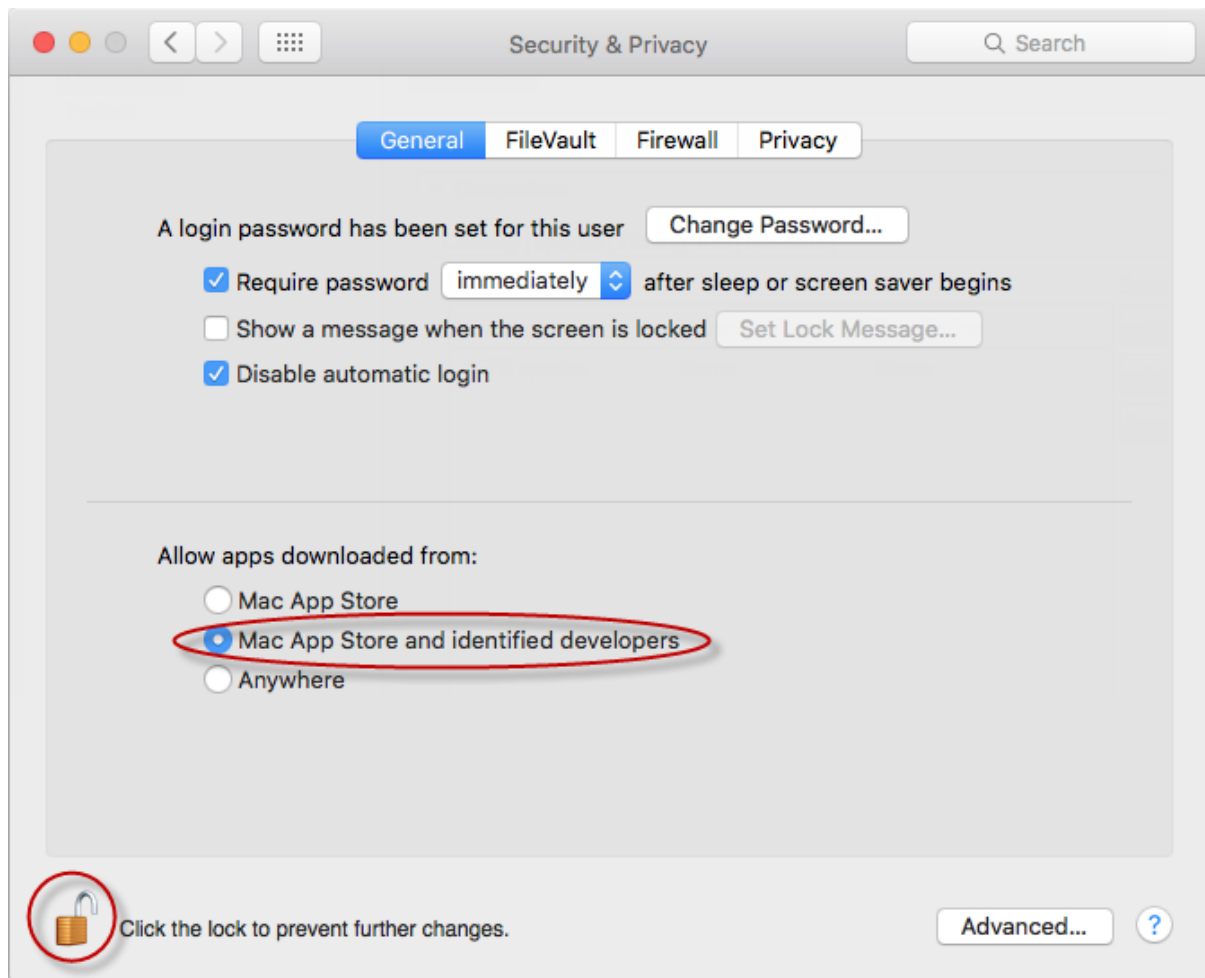 Security & Privacy Search
General FileVault Firewall Privacy
A login password has been set for this user Change Password...
Require password immediately after sleep or screen saver begins
Show a message when the screen is locked Set Lock Message...
Disable automatic login
Allow apps downloaded from:
Mac App Store
Mac App Store and identified developers
Anywhere
Click the lock to prevent further changes. Advanced... ?